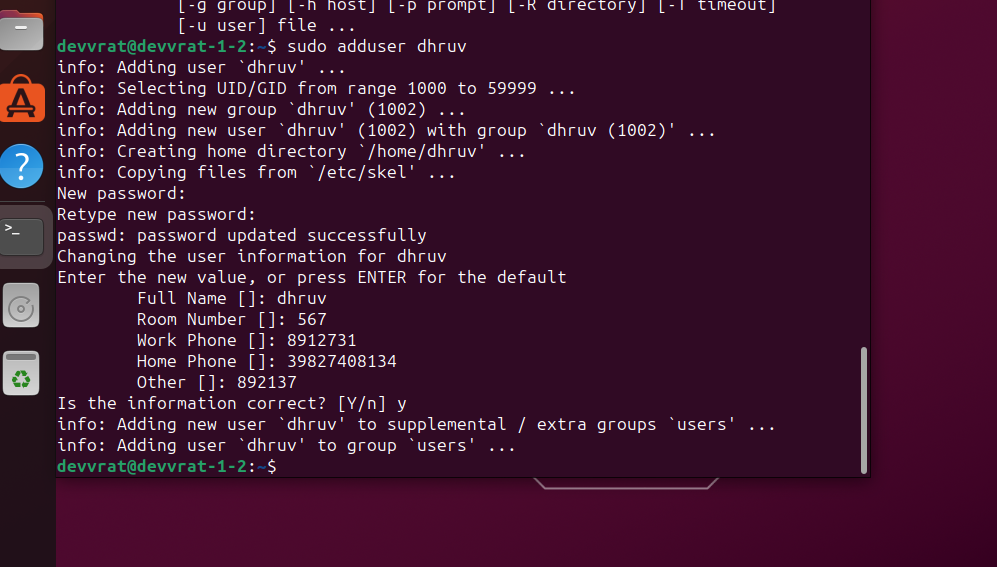 [-g group] [-h host] [-p prompt] [-R directory] [-T timeout]
[-u user] file ...
devvrat@devvrat-1-2:~$ sudo adduser dhruv
info: Adding user `dhruv' ...
info: Selecting UID/GID from range 1000 to 59999 ...
info: Adding new group `dhruv' (1002) ...
info: Adding new user `dhruv' (1002) with group `dhruv (1002)' ...
info: Creating home directory `/home/dhruv' ...
info: Copying files from `/etc/skel' ...
New password:
Retype new password:
passwd: password updated successfully
Changing the user information for dhruv
Enter the new value, or press ENTER for the default
Full Name []: dhruv
Room Number []: 567
Work Phone []: 8912731
Home Phone []: 39827408134
Other []: 892137
Is the information correct? [Y/n] y
info: Adding new user `dhruv' to supplemental / extra groups `users' ...
info: Adding user `dhruv' to group `users' ...
devvrat@devvrat-1-2:~$